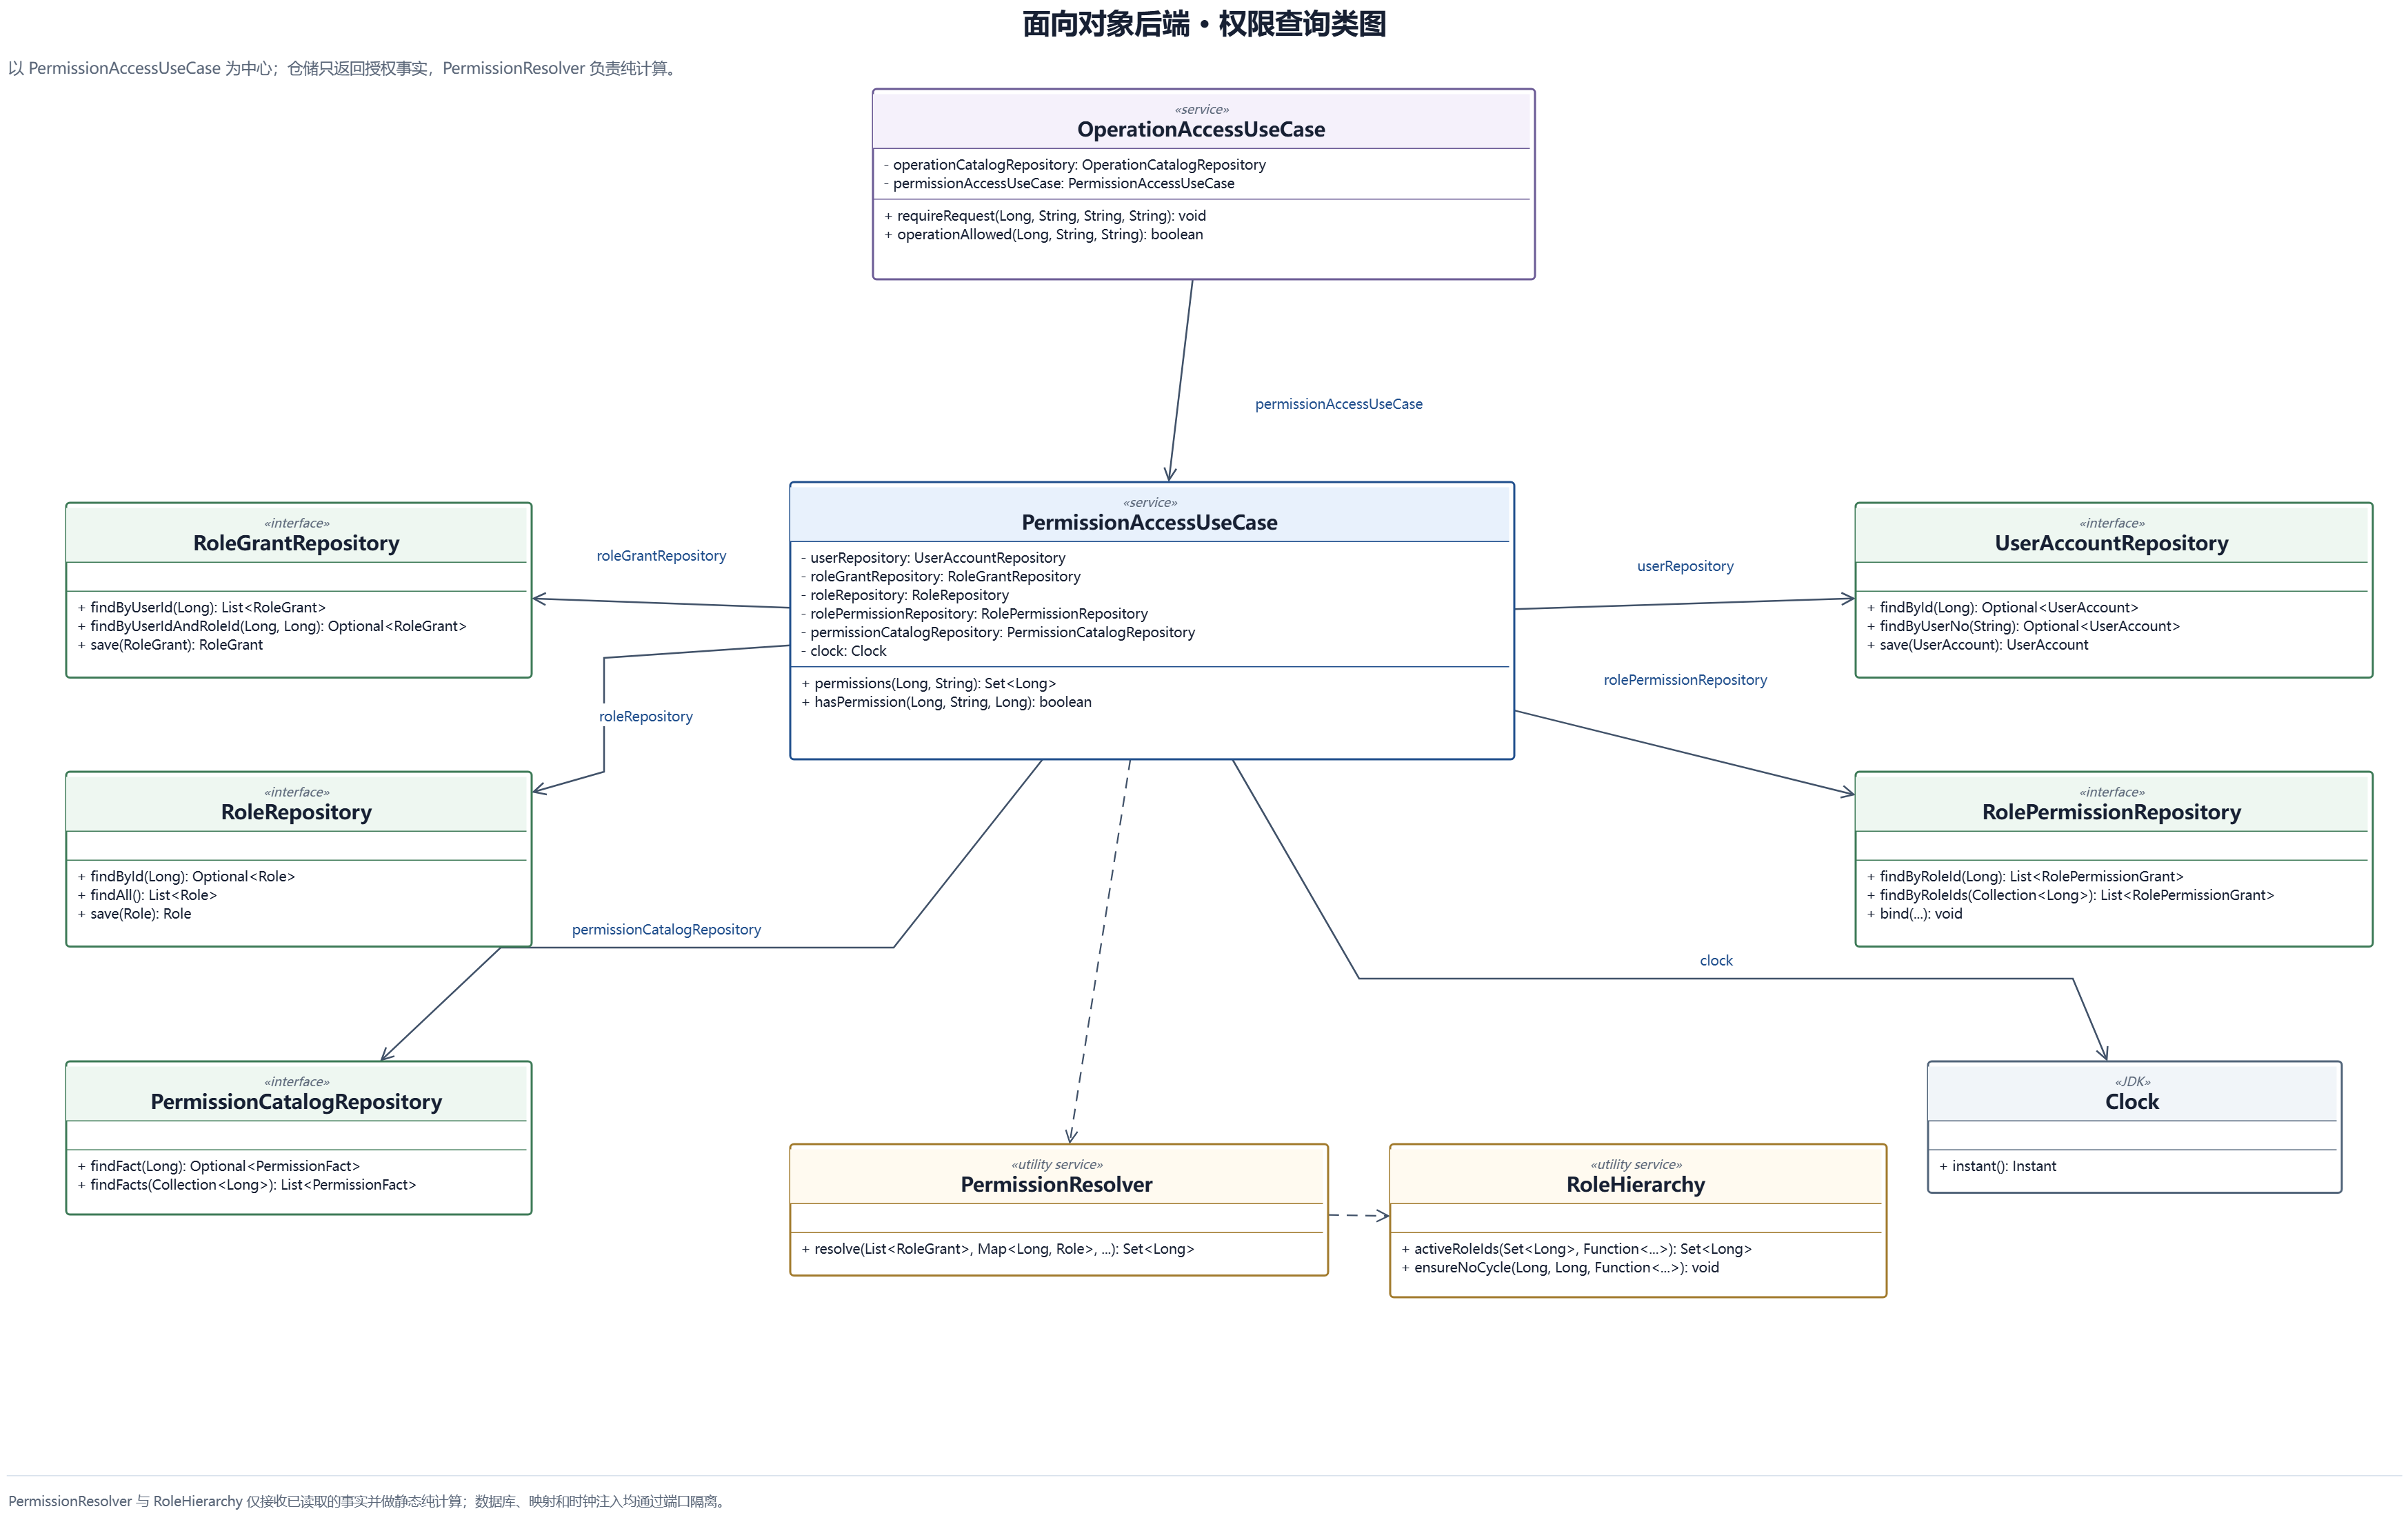 面向对象后端 · 权限查询类图
以 PermissionAccessUseCase 为中心；仓储只返回授权事实，PermissionResolver 负责纯计算。
«service»
OperationAccessUseCase
- operationCatalogRepository: OperationCatalogRepository
- permissionAccessUseCase: PermissionAccessUseCase
+ requireRequest(Long, String, String, String): void
+ operationAllowed(Long, String, String): boolean
permissionAccessUseCase
«interface»
RoleGrantRepository
+ findByUserId(Long): List<RoleGrant>
+ findByUserIdAndRoleId(Long, Long): Optional<RoleGrant>
+ save(RoleGrant): RoleGrant
roleGrantRepository
«service»
PermissionAccessUseCase
- userRepository: UserAccountRepository
- roleGrantRepository: RoleGrantRepository
- roleRepository: RoleRepository
- rolePermissionRepository: RolePermissionRepository
- permissionCatalogRepository: PermissionCatalogRepository
- clock: Clock
+ permissions(Long, String): Set<Long>
+ hasPermission(Long, String, Long): boolean
userRepository
«interface»
UserAccountRepository
+ findById(Long): Optional<UserAccount>
+ findByUserNo(String): Optional<UserAccount>
+ save(UserAccount): UserAccount
rolePermissionRepository
roleRepository
«interface»
RoleRepository
+ findById(Long): Optional<Role>
+ findAll(): List<Role>
+ save(Role): Role
«interface»
RolePermissionRepository
+ findByRoleId(Long): List<RolePermissionGrant>
+ findByRoleIds(Collection<Long>): List<RolePermissionGrant>
+ bind(...): void
permissionCatalogRepository
clock
«interface»
PermissionCatalogRepository
+ findFact(Long): Optional<PermissionFact>
+ findFacts(Collection<Long>): List<PermissionFact>
«utility service»
PermissionResolver
+ resolve(List<RoleGrant>, Map<Long, Role>, ...): Set<Long>
«utility service»
RoleHierarchy
+ activeRoleIds(Set<Long>, Function<...>): Set<Long>
+ ensureNoCycle(Long, Long, Function<...>): void
«JDK»
Clock
+ instant(): Instant
PermissionResolver 与 RoleHierarchy 仅接收已读取的事实并做静态纯计算；数据库、映射和时钟注入均通过端口隔离。